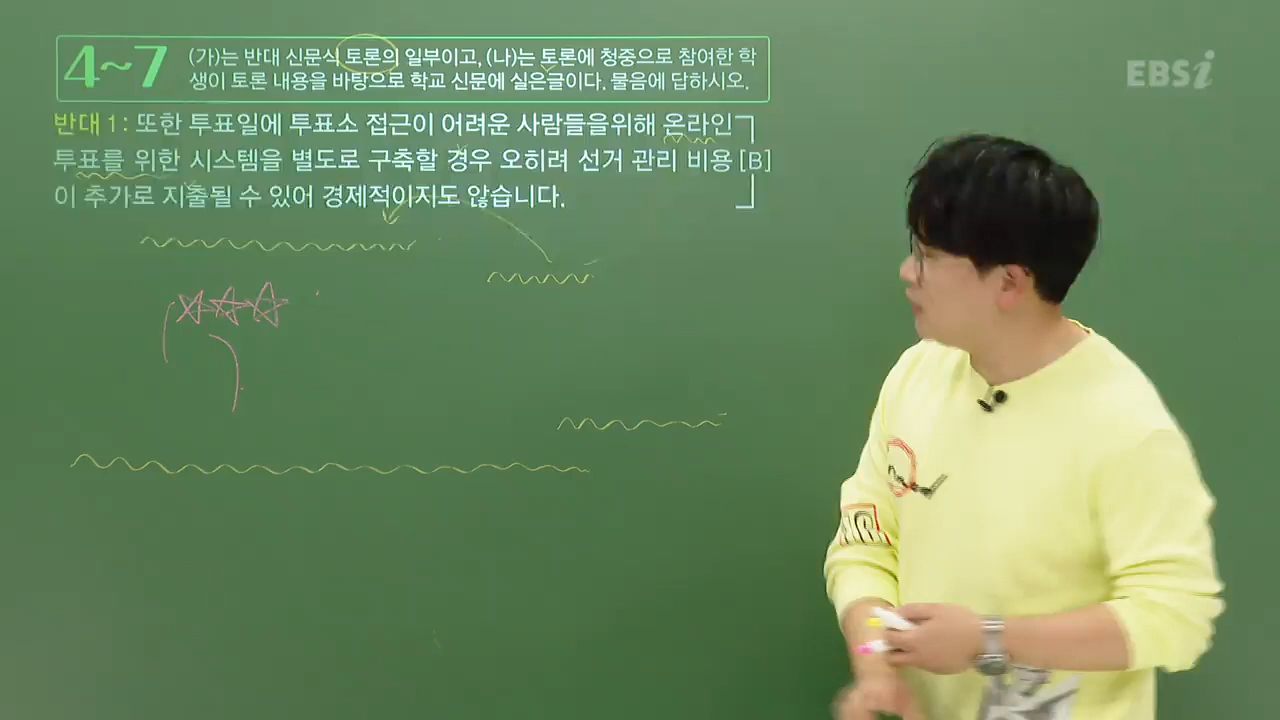 4~7
(가)는 반대 신문식 토론의 일부이고, (나)는 토론에 청중으로 참여한 학
생이 토론 내용을 바탕으로 학교 신문에 실은글이다. 물음에 답하시오.
EBSi
반대 1 : 또한 투표일에 투표소 접근이 어려운 사람들을위해 온라인
투표를 위한 시스템을 별도로 구축할 경우 오히려 선거 관리 비용 [B]
이 추가로 지출될 수 있어 경제적이지도 않습니다.